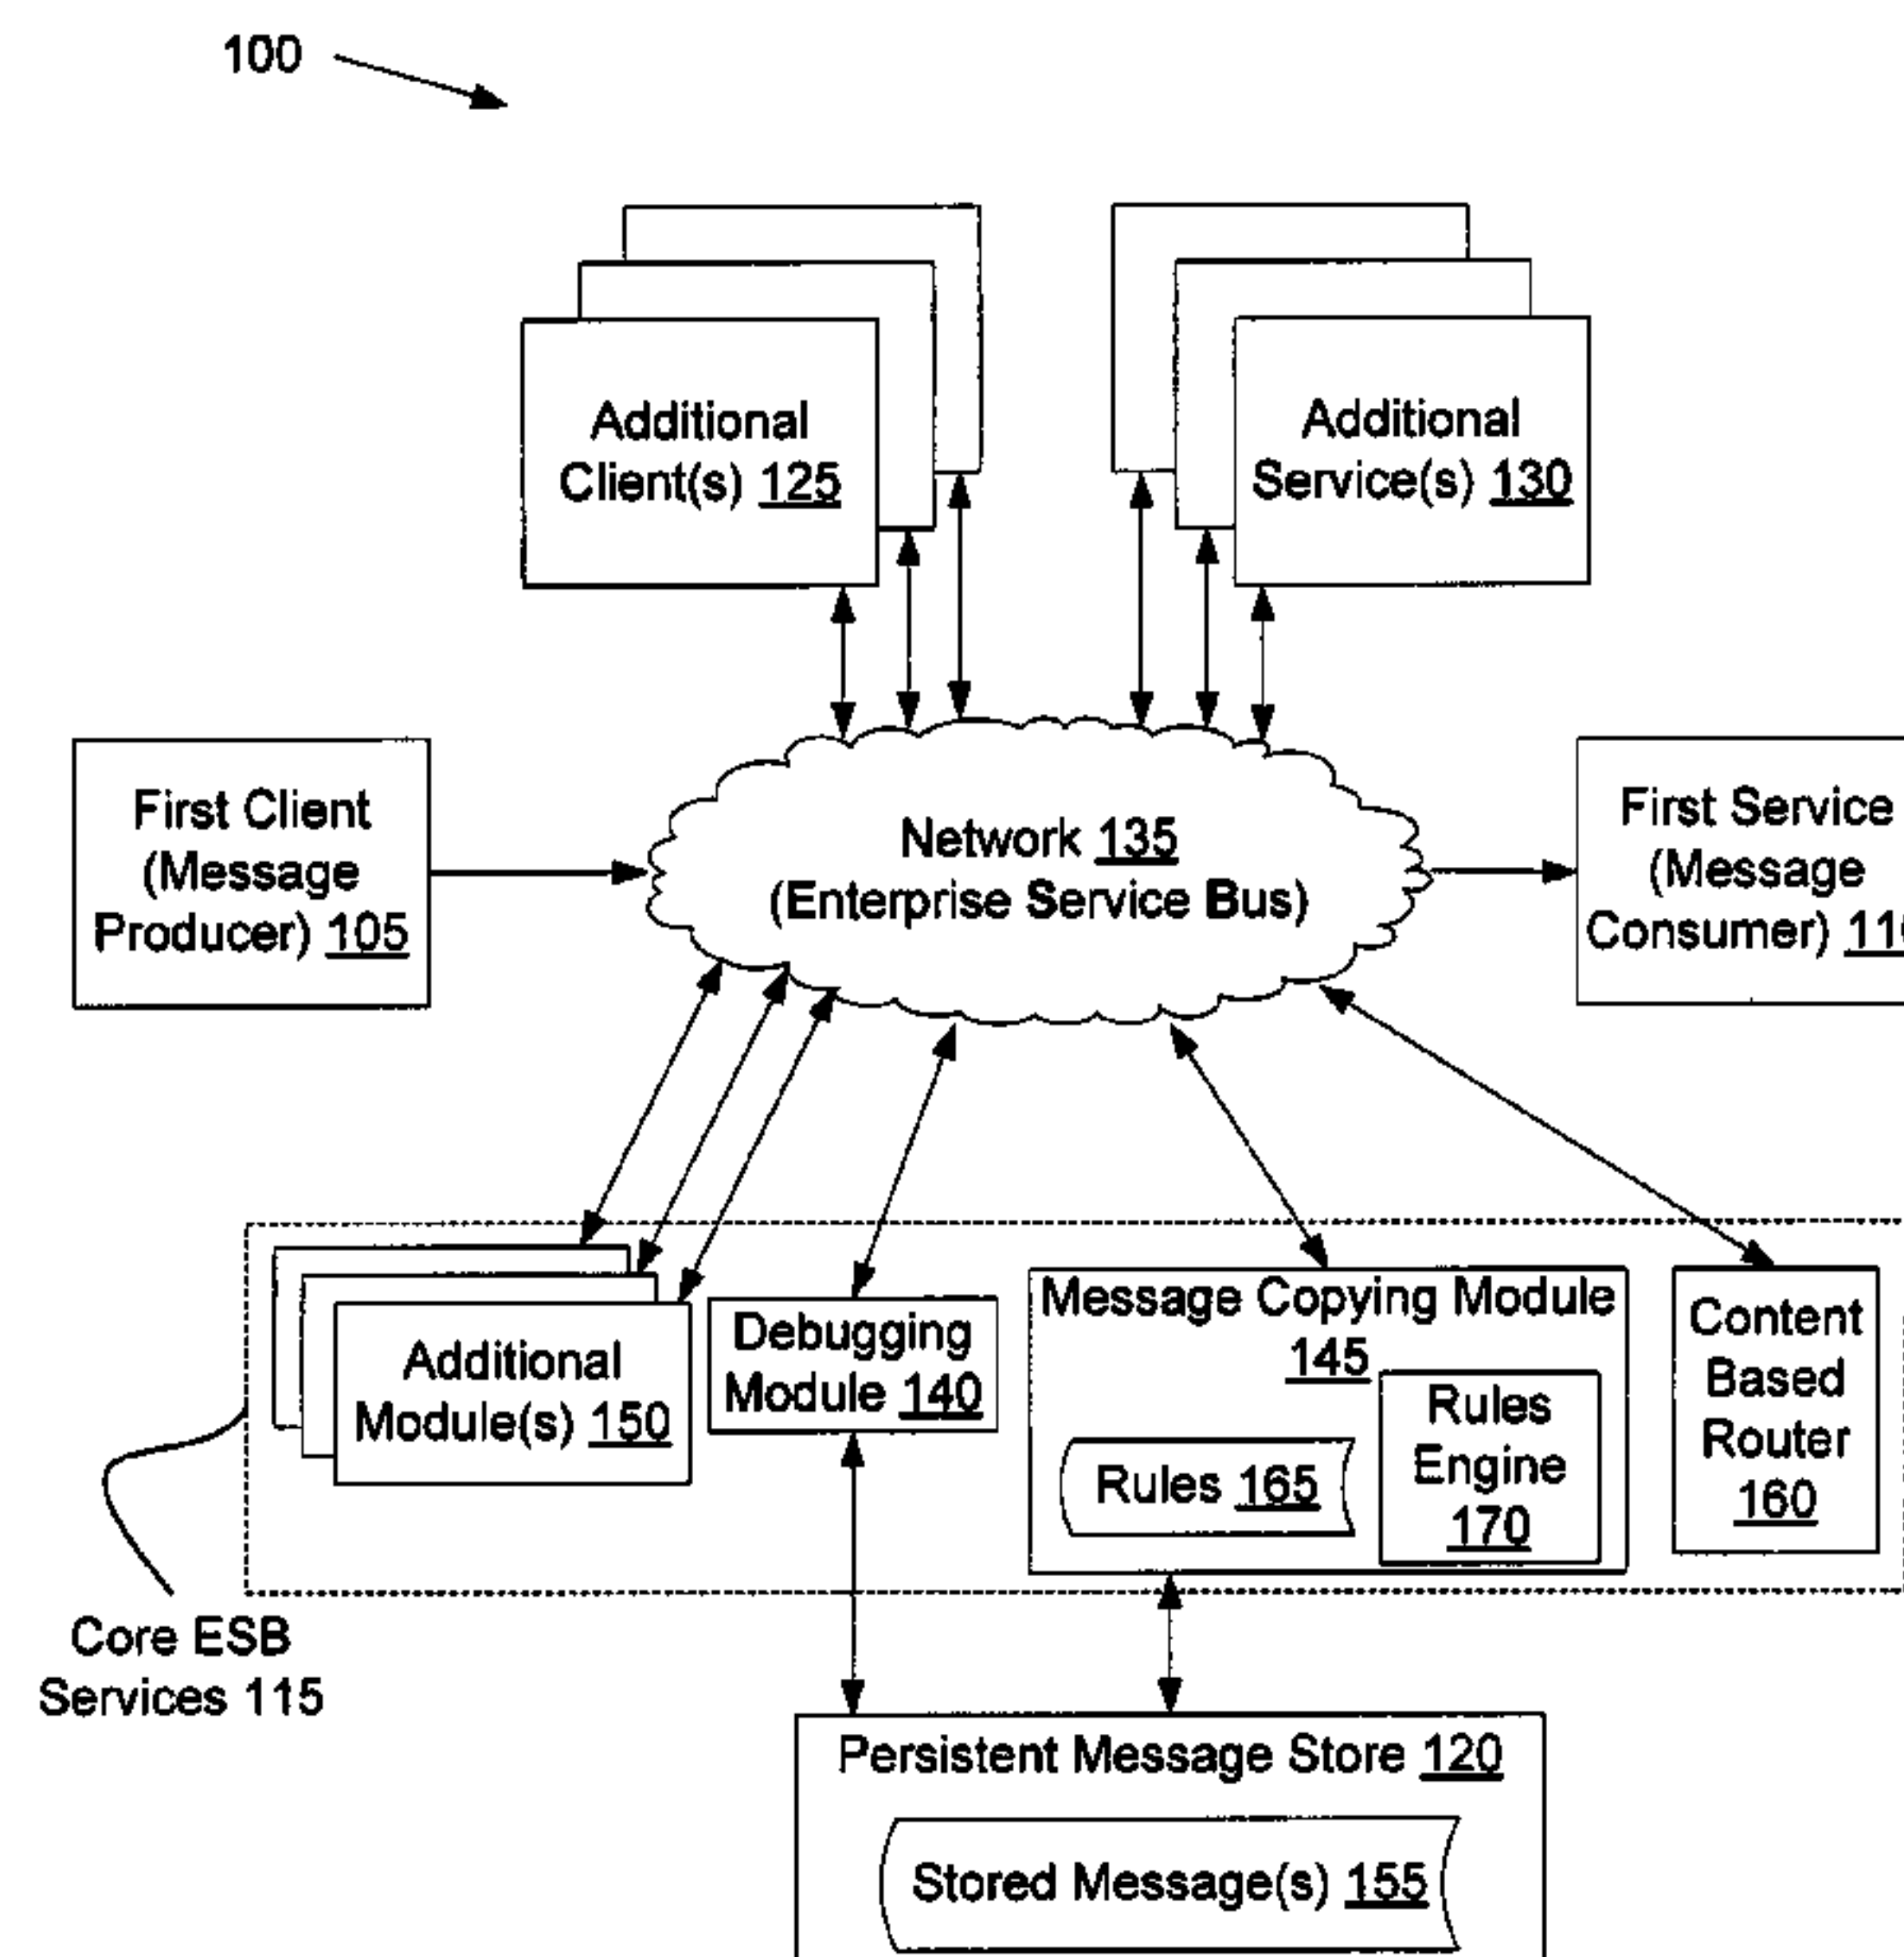 100
Additional
Client(s) 125
Additional
Service(s) 130
First Client
(Message
Producer) 105
Network 135
(Enterprise Service Bus)
First Service
(Message
Consumer)
Additional
Module(s) 150
Debugging
Module 140
Message Copying Module
145
Rules 165
Rules
Engine
170
Content
Based
Router
160
Core ESB
Services 115
Persistent Message Store 120
Stored Message(s) 155